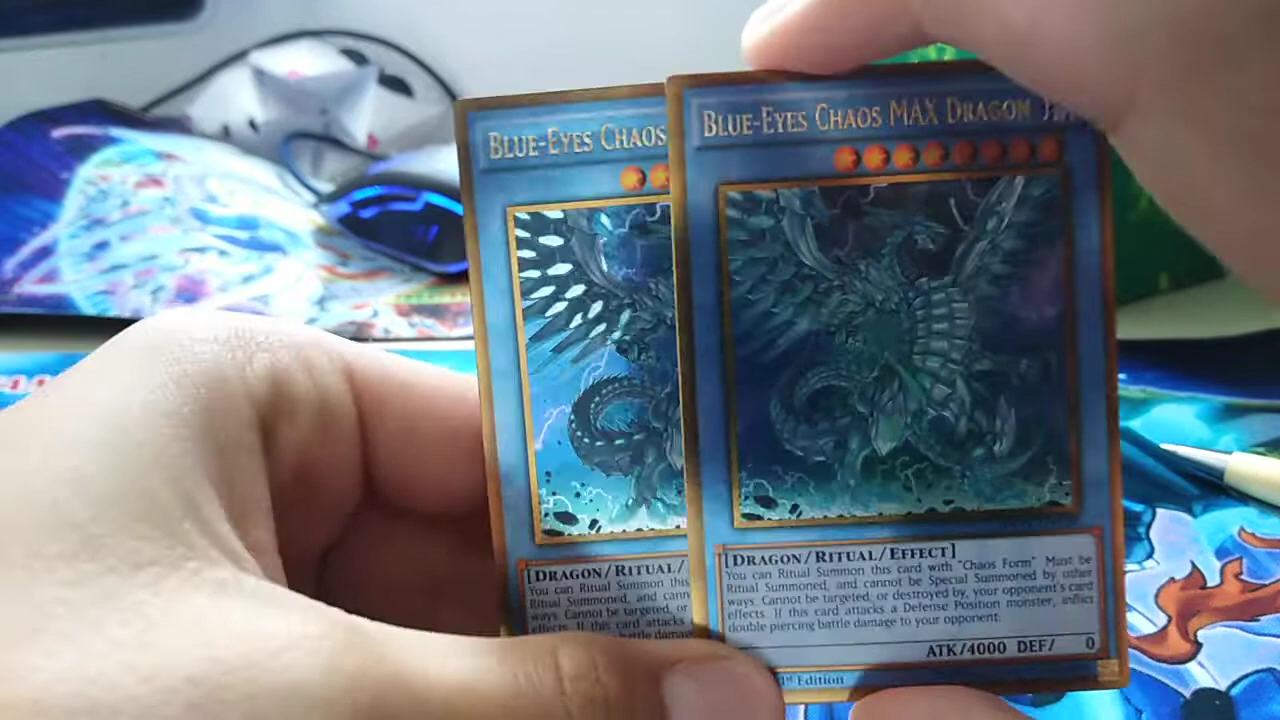 BLUE-EYES CHAOS
[DRAGON/RITUAL/
You can Ritual Summon this
Ritual Summoned, and cann
ways. Cannot be targeted, or
effects. If this card attacks
battle damag
BLUE-EYES CHAOS MAX DRAGON
[DRAGON/RITUAL/EFFECT]
You can Ritual Summon this card with "Chaos Form" Must be
Ritual Summoned, and cannot be Special Summoned by other
ways. Cannot be targeted, or destroyed by, your opponent's card
effects. If this card attacks a Defense Position monster, inflict
double piercing battle damage to your opponent.
ATK/4000 DEF/ 0
1st Edition